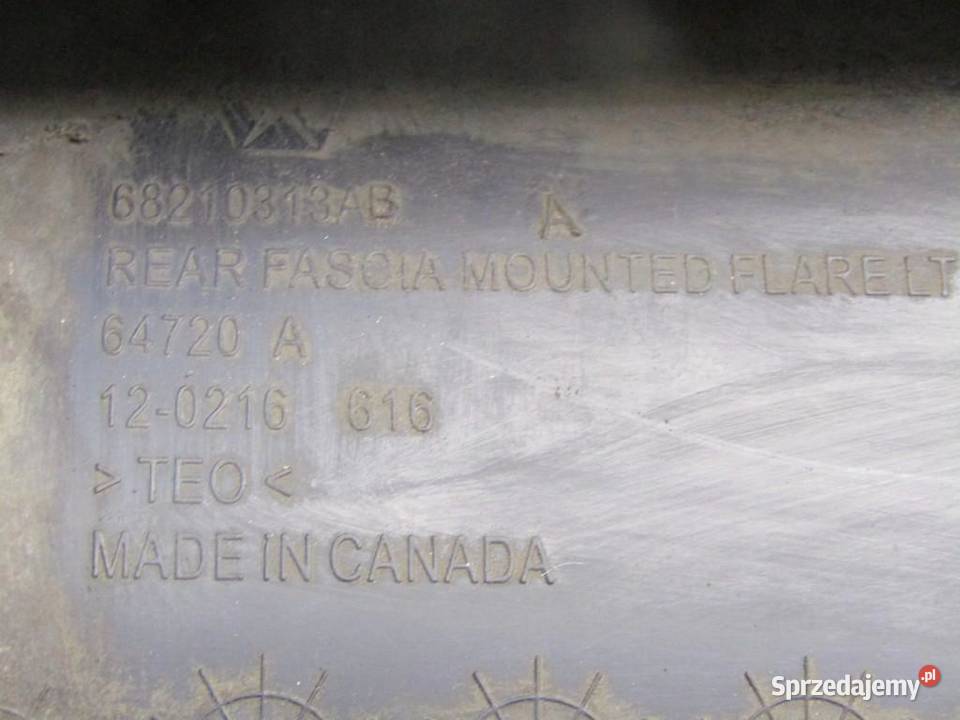 68210313AB A
REAR FASCIA MOUNTED FLARE LT
64720 A
12-0216 616
> TEO <
MADE IN CANADA
Sprzedajemy.pl